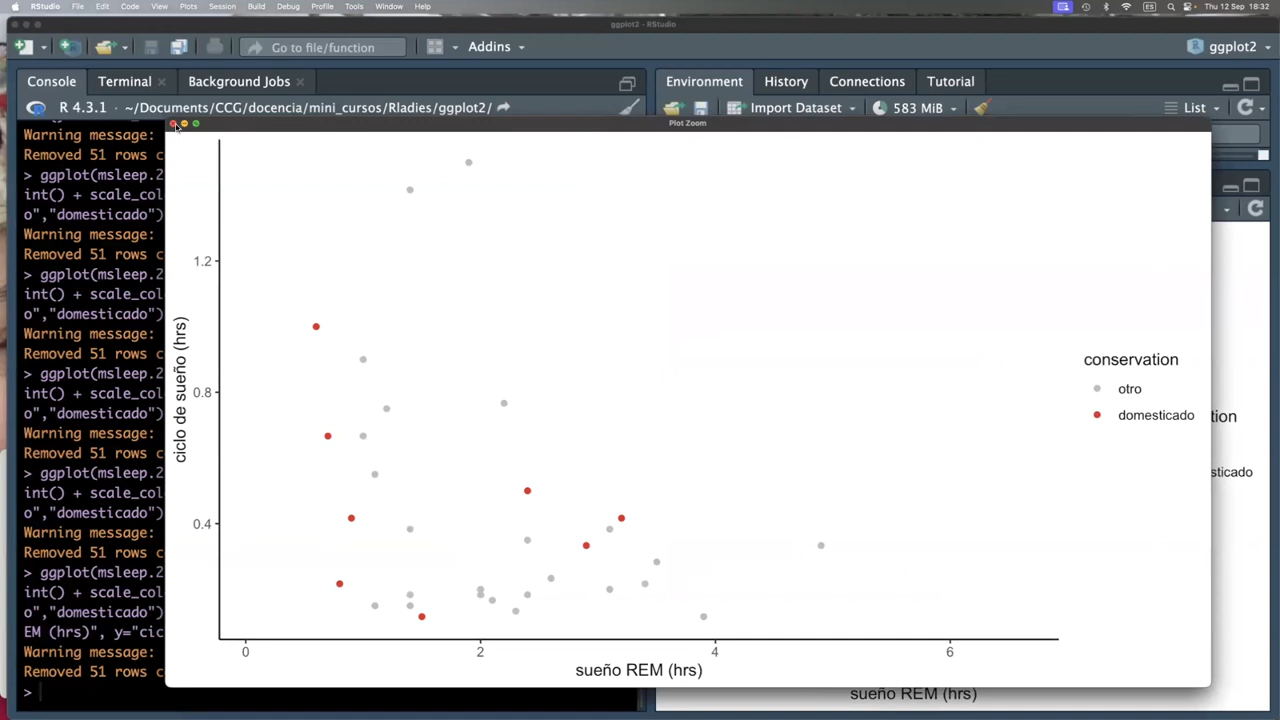 RStudio File Edit Code View Plots Session Build Debug Profile Tools Window Help
ES Thu 12 Sep 18:32
ggplot2 - RStudio
Go to file/function Addins ggplot2
Console Terminal Background Jobs
R 4.3.1 · ~/Documents/CCG/docencia/mini_cursos/Rladies/ggplot2/
Warning message:
Removed 51 rows c
> ggplot(msleep.2
int() + scale_col
o","domesticado")
Warning message:
Removed 51 rows c
> ggplot(msleep.2
int() + scale_col
o","domesticado")
Warning message:
Removed 51 rows c
> ggplot(msleep.2
int() + scale_col
o","domesticado")
Warning message:
Removed 51 rows c
> ggplot(msleep.2
int() + scale_col
o","domesticado")
Warning message:
Removed 51 rows c
> ggplot(msleep.2
int() + scale_col
o","domesticado")
EM (hrs)", y="cic
Warning message:
Removed 51 rows c
>
Environment History Connections Tutorial
Import Dataset 583 MiB List
Plot Zoom
1.2
0.8
0.4
ciclo de sueño (hrs)
0 2 4 6
sueño REM (hrs)
conservation
otro
domesticado
tion
sticado
sueño REM (hrs)